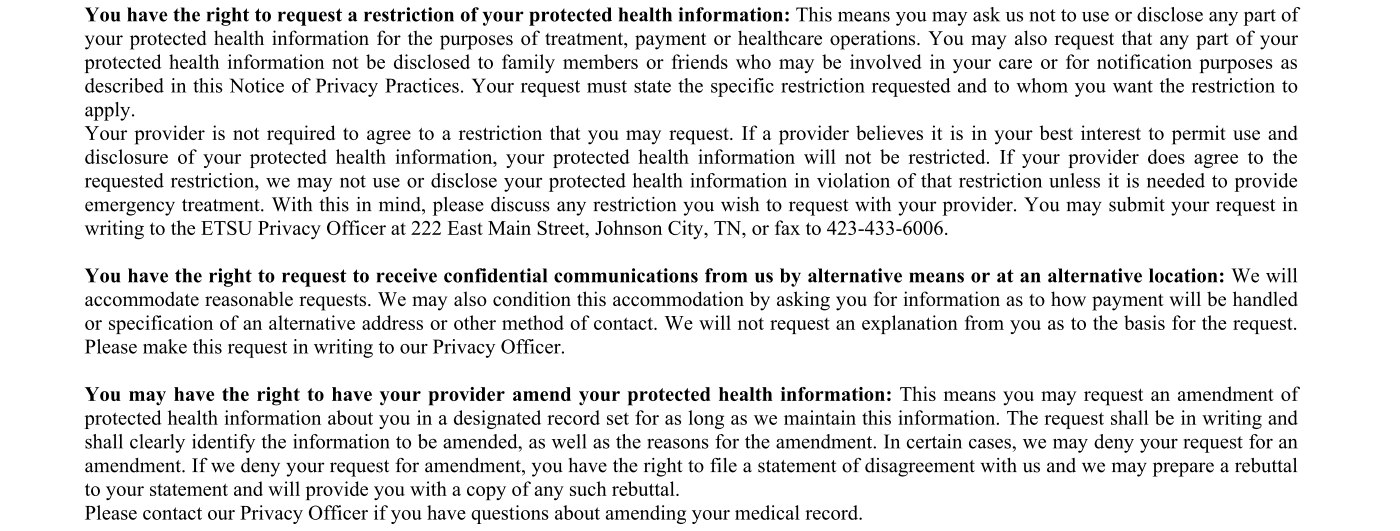 You have the right to request a restriction of your protected health information: This means you may ask us not to use or disclose any part of
your protected health information for the purposes of treatment, payment or healthcare operations. You may also request that any part of your
protected health information not be disclosed to family members or friends who may be involved in your care or for notification purposes as
described in this Notice of Privacy Practices. Your request must state the specific restriction requested and to whom you want the restriction to
apply.
Your provider is not required to agree to a restriction that you may request. If a provider believes it is in your best interest to permit use and
disclosure of your protected health information, your protected health information will not be restricted. If your provider does agree to the
requested restriction, we may not use or disclose your protected health information in violation of that restriction unless it is needed to provide
emergency treatment. With this in mind, please discuss any restriction you wish to request with your provider. You may submit your request in
writing to the ETSU Privacy Officer at 222 East Main Street, Johnson City, TN, or fax to 423-433-6006.
You have the right to request to receive confidential communications from us by alternative means or at an alternative location: We will
accommodate reasonable requests. We may also condition this accommodation by asking you for information as to how payment will be handled
or specification of an alternative address or other method of contact. We will not request an explanation from you as to the basis for the request.
Please make this request in writing to our Privacy Officer.
You may have the right to have your provider amend your protected health information: This means you may request an amendment of
protected health information about you in a designated record set for as long as we maintain this information. The request shall be in writing and
shall clearly identify the information to be amended, as well as the reasons for the amendment. In certain cases, we may deny your request for an
amendment. If we deny your request for amendment, you have the right to file a statement of disagreement with us and we may prepare a rebuttal
to your statement and will provide you with a copy of any such rebuttal.
Please contact our Privacy Officer if you have questions about amending your medical record.